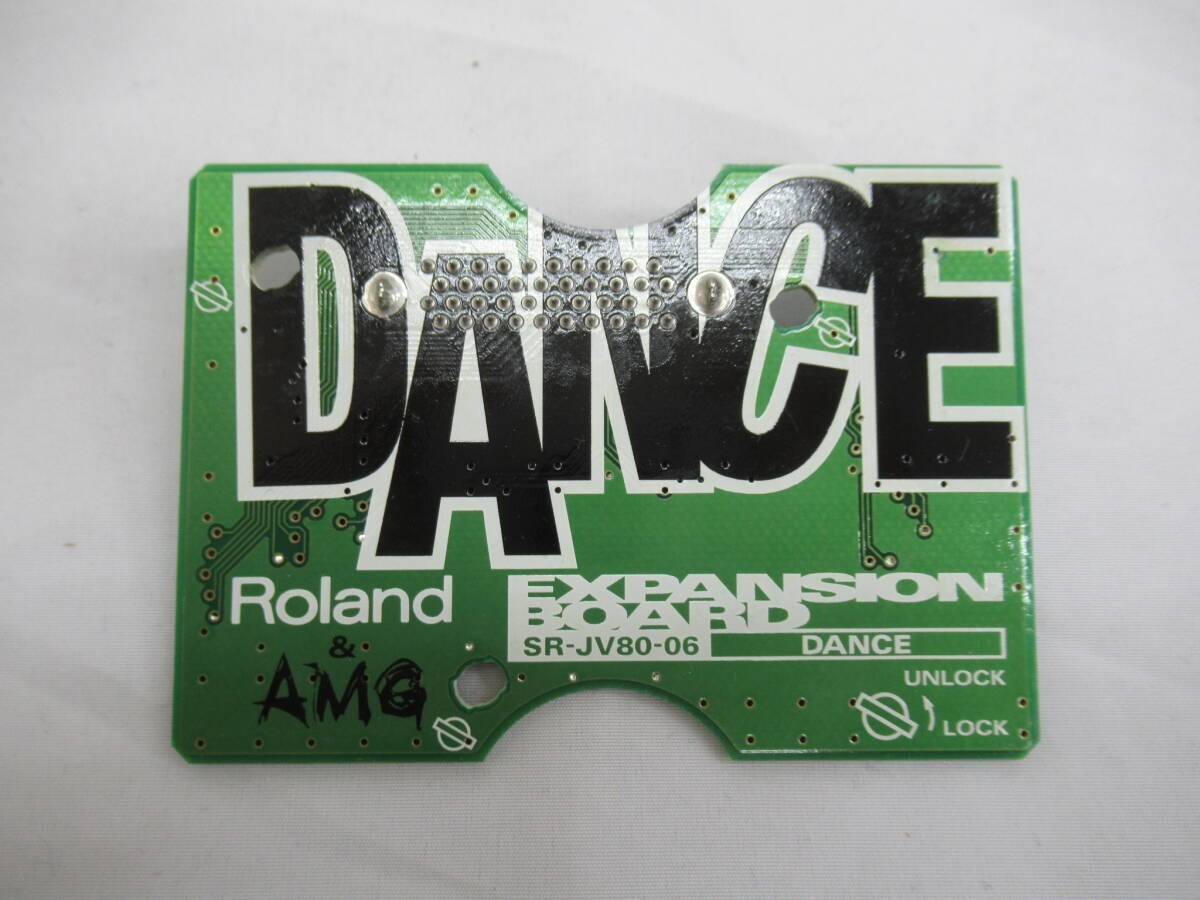 DANCE
Roland
&
AMG
EXPANSION
BOARD
SR-JV80-06
DANCE
UNLOCK
LOCK